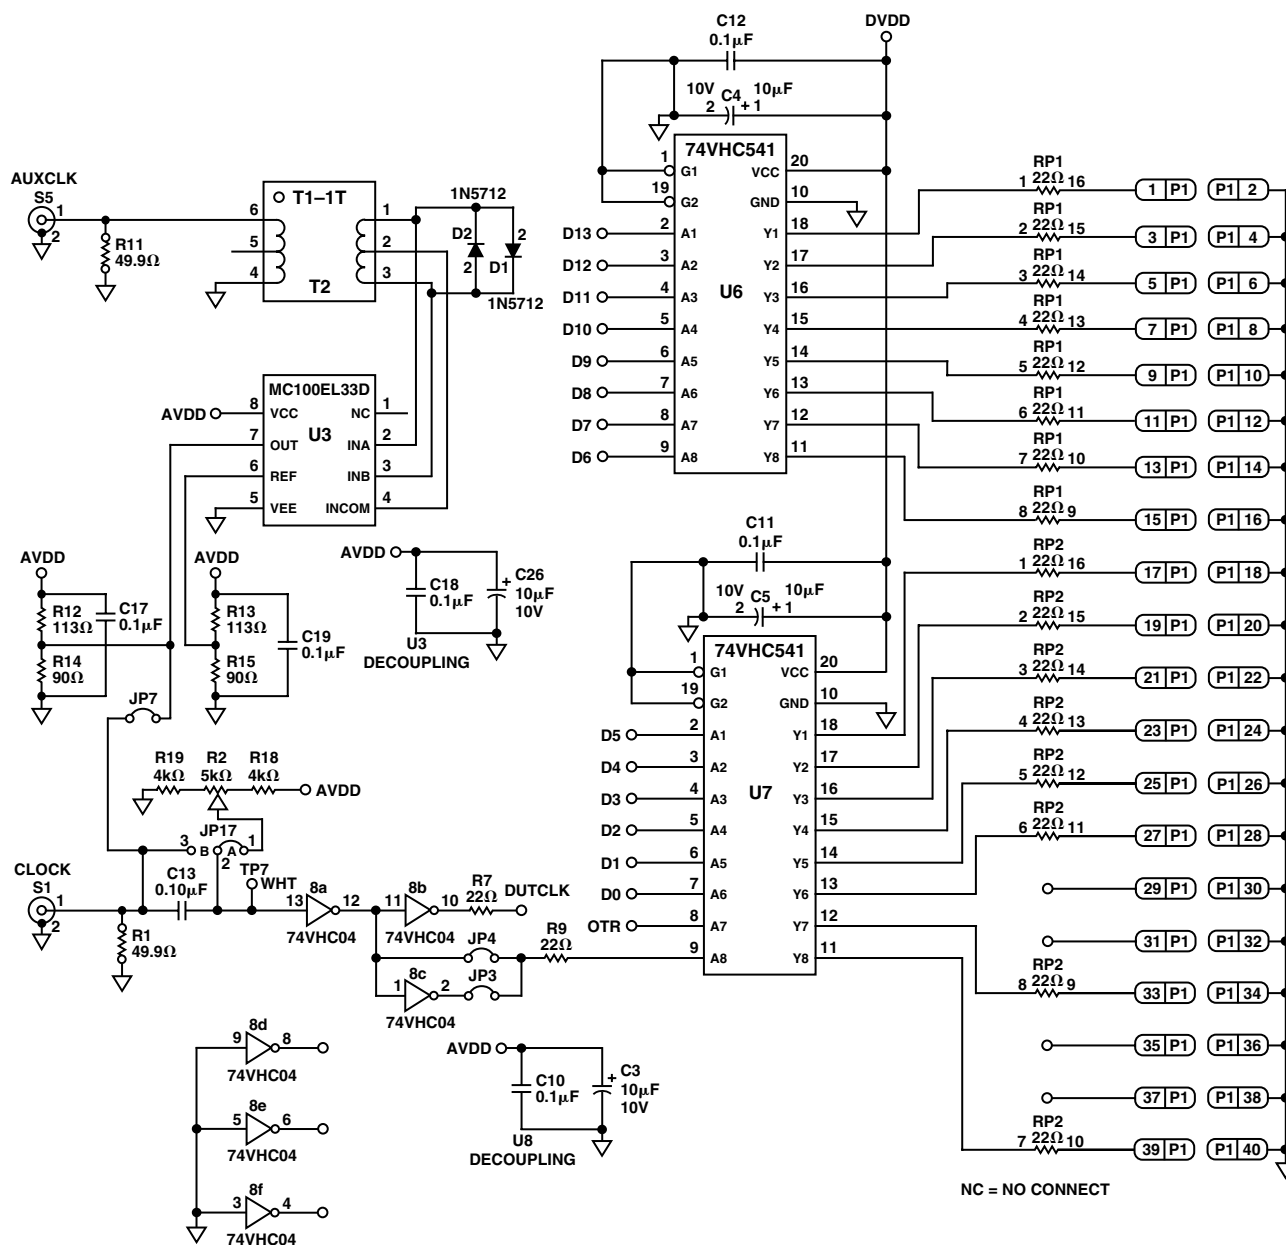 C12
0.1µF
DVDD
10V
C4
10µF
2
+
1
74VHC541
1
G1
VCC
20
19
G2
GND
10
D13
2
A1
Y1
18
D12
3
A2
Y2
17
D11
4
A3
U6
Y3
16
D10
5
A4
Y4
15
D9
6
A5
Y5
14
D8
7
A6
Y6
13
D7
8
A7
Y7
12
D6
9
A8
Y8
11
AUXCLK
S5
1
2
R11
49.9Ω
T1–1T
6
5
4
1
2
3
T2
1N5712
D2
2
2
D1
1N5712
MC100EL33D
AVDD
8
VCC
NC
1
7
OUT
U3
INA
2
6
REF
INB
3
5
VEE
INCOM
4
AVDD
R12
113Ω
C17
0.1µF
R14
90Ω
AVDD
R13
113Ω
C19
0.1µF
R15
90Ω
AVDD
C18
0.1µF
+
C26
10µF
10V
U3
DECOUPLING
JP7
R19
4kΩ
R2
5kΩ
R18
4kΩ
AVDD
JP17
3
B
A
1
2
CLOCK
S1
1
2
R1
49.9Ω
C13
0.10µF
TP7
WHT
8a
13
12
74VHC04
8b
11
10
74VHC04
R7
22Ω
DUTCLK
JP4
8c
1
2
74VHC04
JP3
R9
22Ω
C11
0.1µF
10V
C5
10µF
2
+
1
74VHC541
1
G1
VCC
20
19
G2
GND
10
D5
2
A1
Y1
18
D4
3
A2
Y2
17
D3
4
A3
U7
Y3
16
D2
5
A4
Y4
15
D1
6
A5
Y5
14
D0
7
A6
Y6
13
OTR
8
A7
Y7
12
9
A8
Y8
11
8d
9
8
74VHC04
8e
5
6
74VHC04
8f
3
4
74VHC04
AVDD
C10
0.1µF
+
C3
10µF
10V
U8
DECOUPLING
RP1
1 22Ω 16
1 P1
P1 2
RP1
2 22Ω 15
3 P1
P1 4
RP1
3 22Ω 14
5 P1
P1 6
RP1
4 22Ω 13
7 P1
P1 8
RP1
5 22Ω 12
9 P1
P1 10
RP1
6 22Ω 11
11 P1
P1 12
RP1
7 22Ω 10
13 P1
P1 14
RP1
8 22Ω 9
15 P1
P1 16
RP2
1 22Ω 16
17 P1
P1 18
RP2
2 22Ω 15
19 P1
P1 20
RP2
3 22Ω 14
21 P1
P1 22
RP2
4 22Ω 13
23 P1
P1 24
RP2
5 22Ω 12
25 P1
P1 26
RP2
6 22Ω 11
27 P1
P1 28
29 P1
P1 30
31 P1
P1 32
RP2
8 22Ω 9
33 P1
P1 34
35 P1
P1 36
37 P1
P1 38
RP2
7 22Ω 10
39 P1
P1 40
NC = NO CONNECT